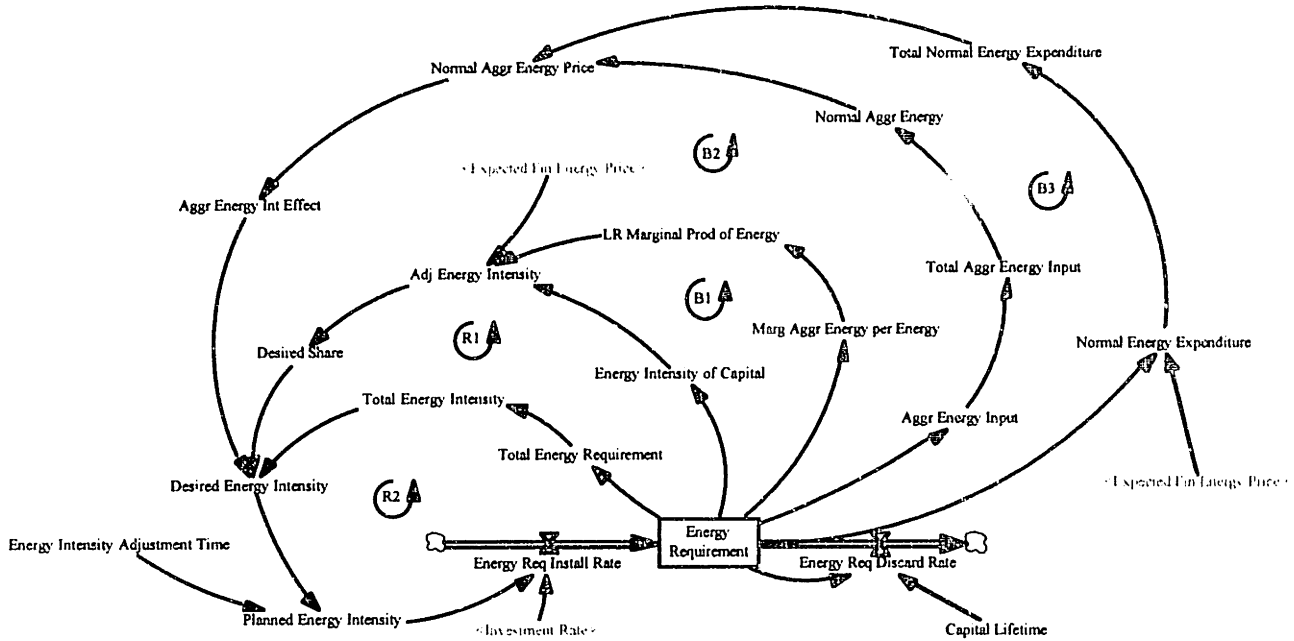 Total Normal Energy Expenditure
Normal Aggr Energy Price
Normal Aggr Energy
B2
<Expected Fin Energy Price>
B3
Aggr Energy Int Effect
LR Marginal Prod of Energy
Adj Energy Intensity
Total Aggr Energy Input
B1
Marg Aggr Energy per Energy
R1
Normal Energy Expenditure
Desired Share
Energy Intensity of Capital
Total Energy Intensity
Aggr Energy Input
Total Energy Requirement
Desired Energy Intensity
<Expected Fin Energy Price>
R2
Energy
Requirement
Energy Intensity Adjustment Time
Energy Req Install Rate
Energy Req Discard Rate
Planned Energy Intensity
<Investment Rate>
Capital Lifetime